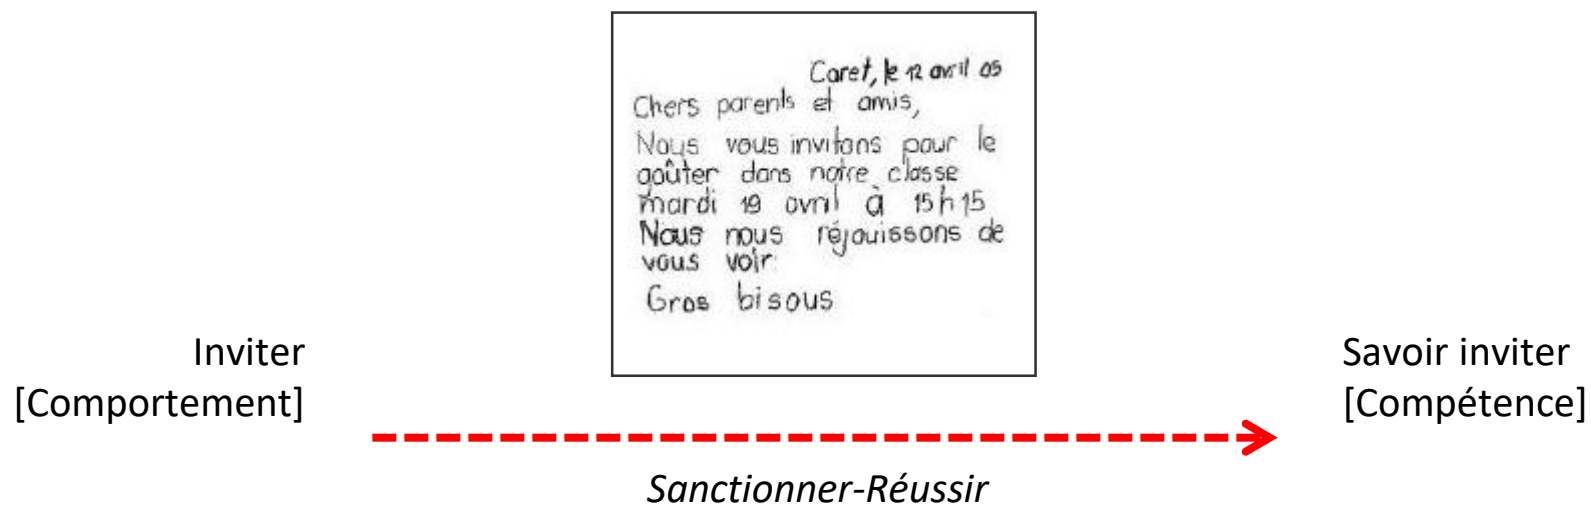 Caret, le 12 avril 05
Chers parents et amis,
Nous vous invitons pour le
goûter dans notre classe
mardi 19 avril à 15h15
Nous nous réjouissons de
vous voir.
Gros bisous
Inviter
[Comportement]
Savoir inviter
[Compétence]
Sanctionner-Réussir